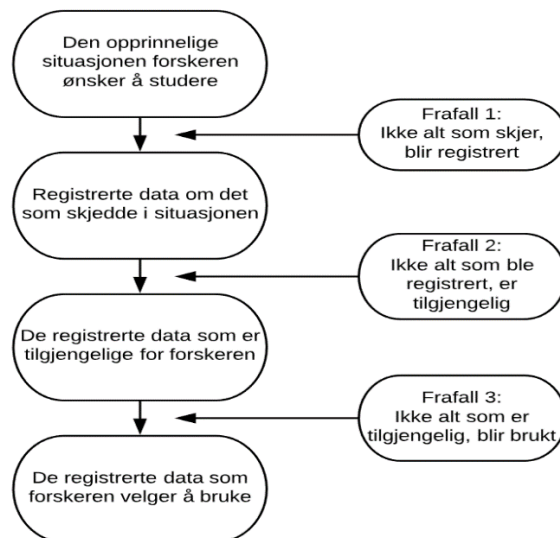 Den opprinnelige
situasjonen forskeren
ønsker å studere
Frafall 1:
Ikke alt som skjer,
blir registrert
Registrerte data om det
som skjedde i situasjonen
Frafall 2:
Ikke alt som ble
registrert, er
tilgjengelig
De registrerte data som er
tilgjengelige for forskeren
Frafall 3:
Ikke alt som er
tilgjengelig, blir brukt
De registrerte data som
forskeren velger å bruke